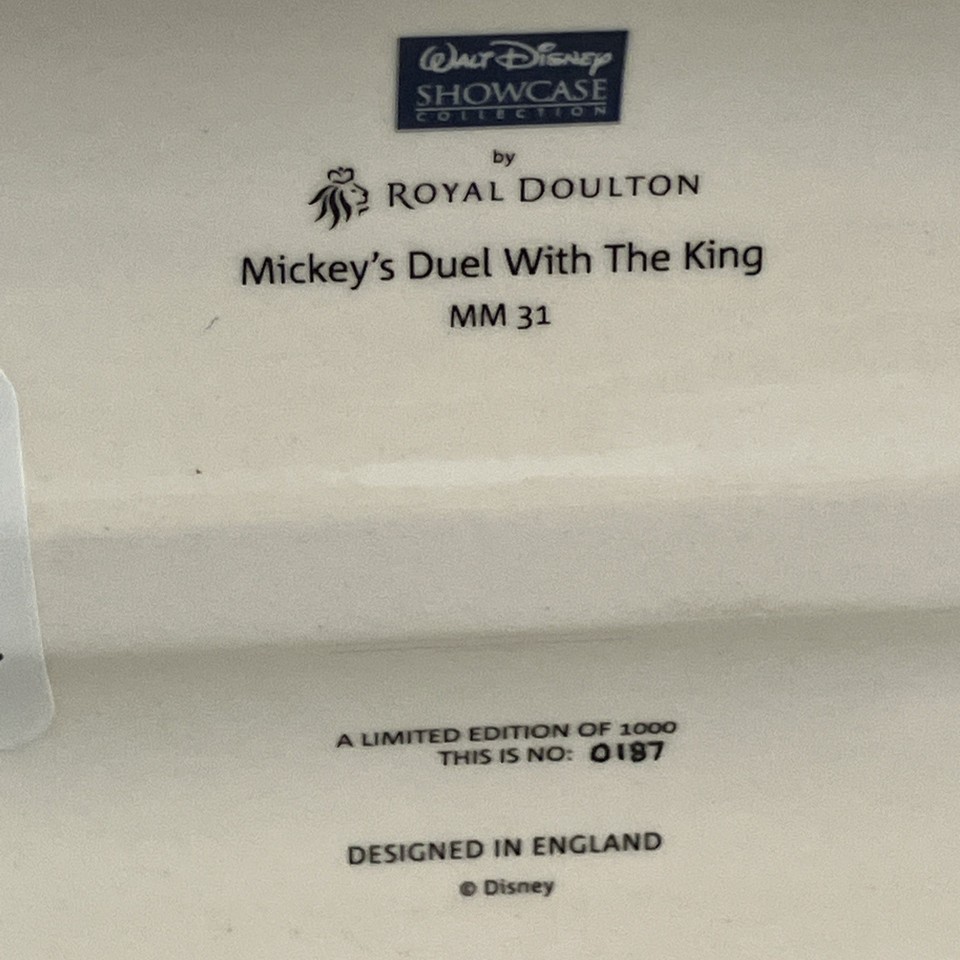 WALT DISNEY
SHOWCASE
COLLECTION
by
ROYAL DOULTON
Mickey's Duel With The King
MM 31
A LIMITED EDITION OF 1000
THIS IS NO: 0187
DESIGNED IN ENGLAND
© Disney